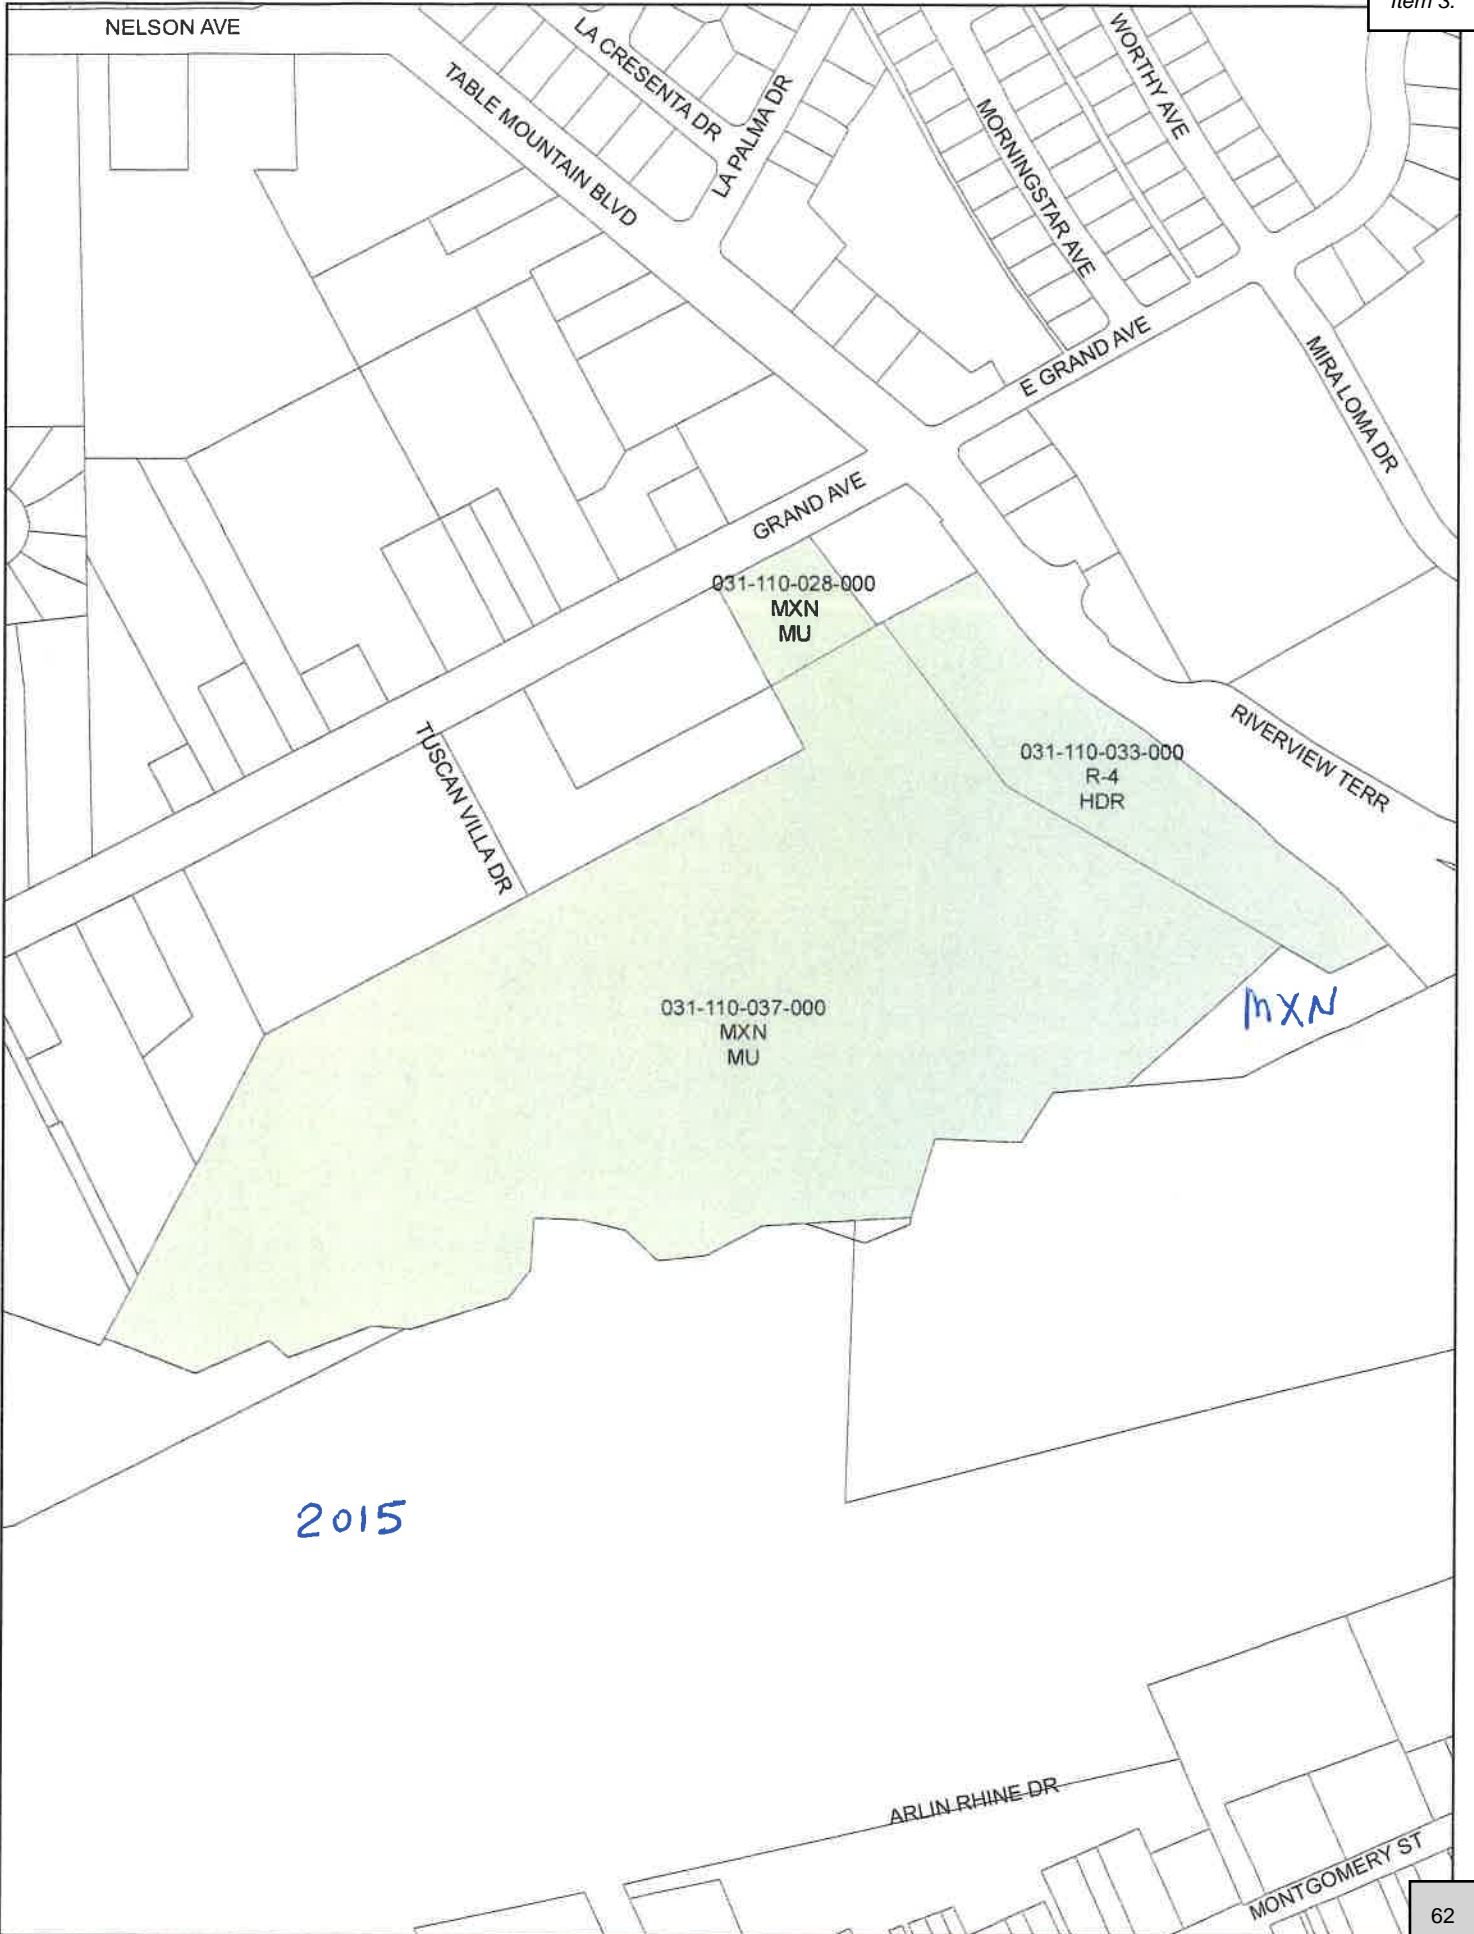 Item 3.
NELSON AVE
LA CRESENTA DR
TABLE MOUNTAIN BLVD
LA PALMA DR
WORTHY AVE
MORNINGSTAR AVE
E GRAND AVE
MIRA LOMA DR
GRAND AVE
031-110-028-000
MXN
MU
TUSCAN VILLA DR
RIVERVIEW TERR
031-110-033-000
R-4
HDR
031-110-037-000
MXN
MU
MXN
2015
ARLIN RHINE DR
MONTGOMERY ST
62